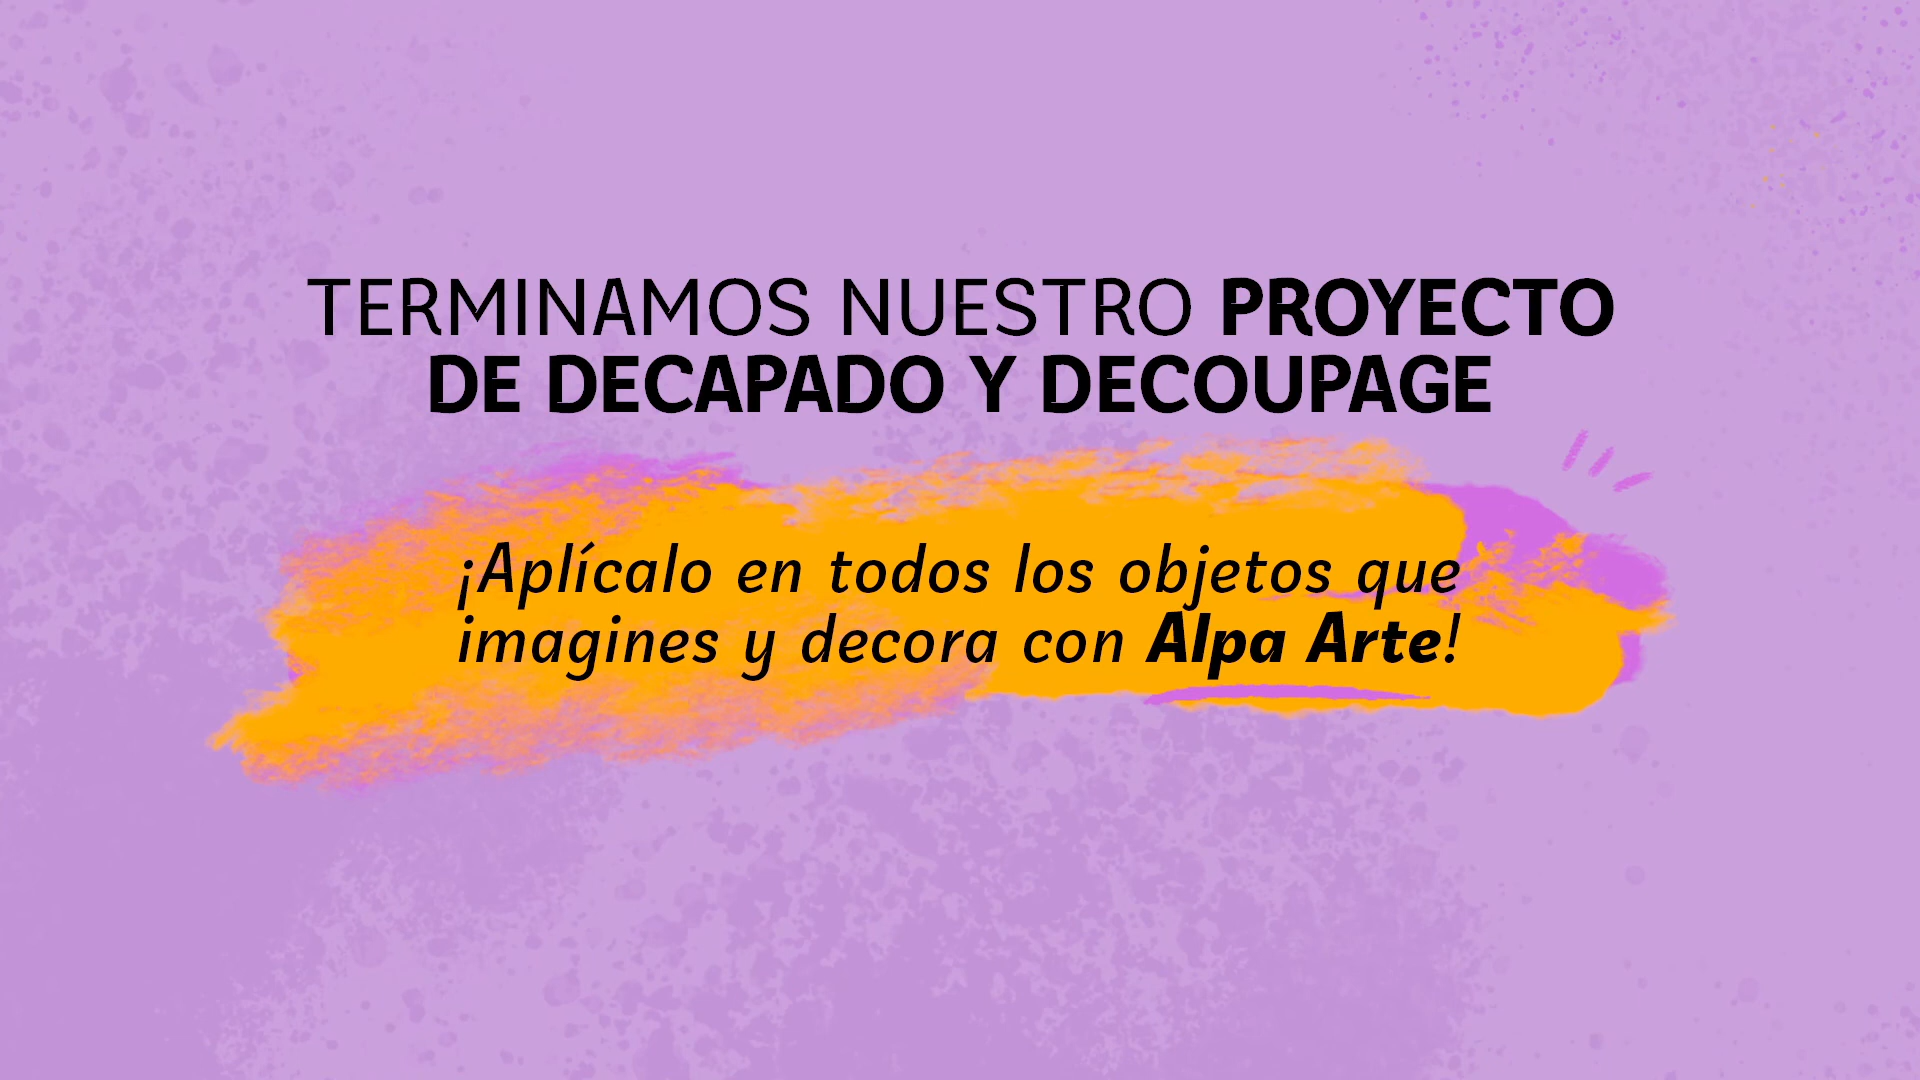 TERMINAMOS NUESTRO PROYECTO
DE DECAPADO Y DECOUPAGE
¡Aplícalo en todos los objetos que
imagines y decora con Alpa Arte!